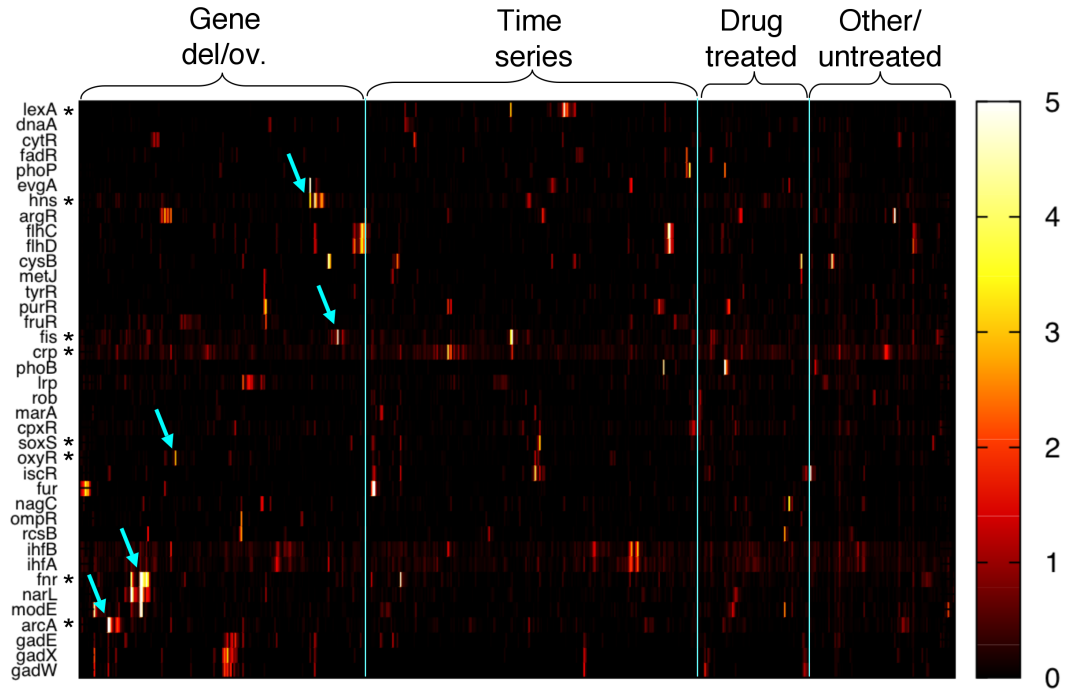 Gene
del/ov.
Time
series
Drug
treated
Other/
untreated
lexA *
dnaA
cytR
fadR
phoP
evgA
hns *
argR
flhC
flhD
cysB
metJ
tyrR
purR
fruR
fis *
crp *
phoB
lrp
rob
marA
cpxR
soxS *
oxyR *
iscR
fur
nagC
ompR
rcsB
ihfB
ihfA
fnr *
narL
modE
arcA *
gadE
gadX
gadW
5
4
3
2
1
0